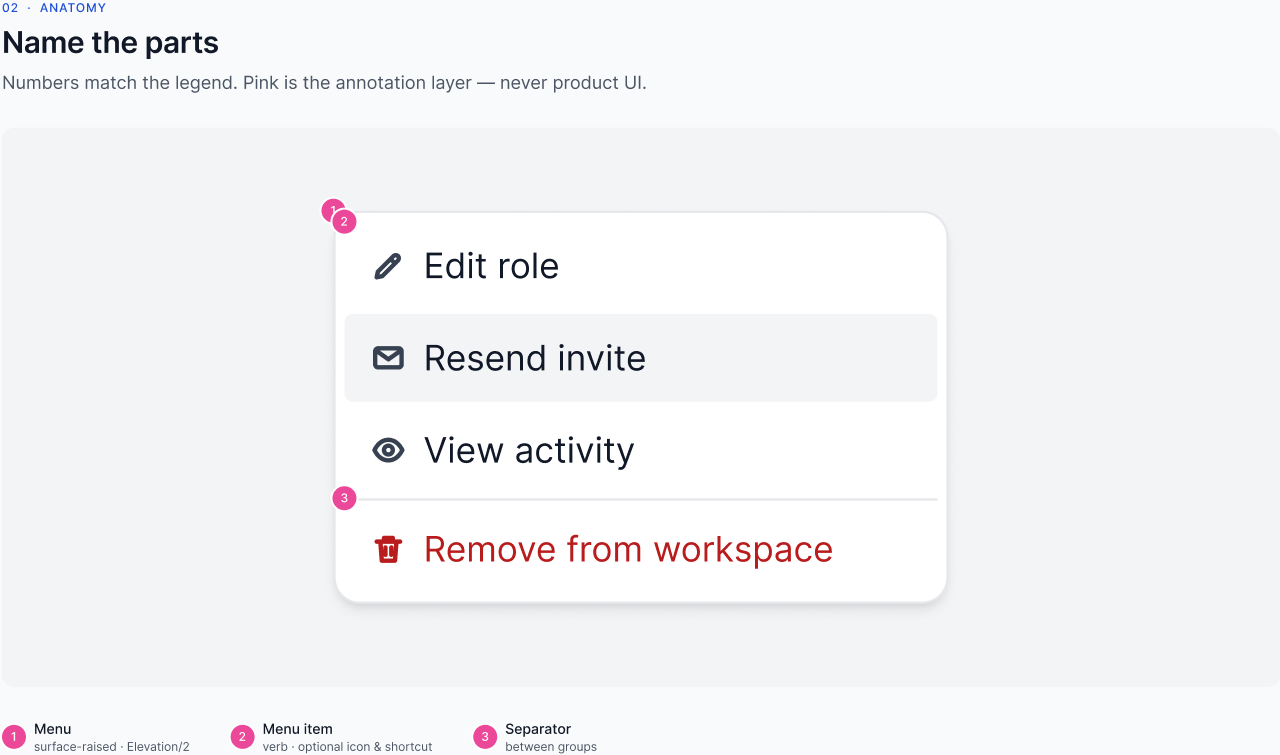 02 · ANATOMY
Name the parts
Numbers match the legend. Pink is the annotation layer — never product UI.
1
2
Edit role
Resend invite
View activity
3
Remove from workspace
1 Menu
surface-raised · Elevation/2
2 Menu item
verb · optional icon & shortcut
3 Separator
between groups